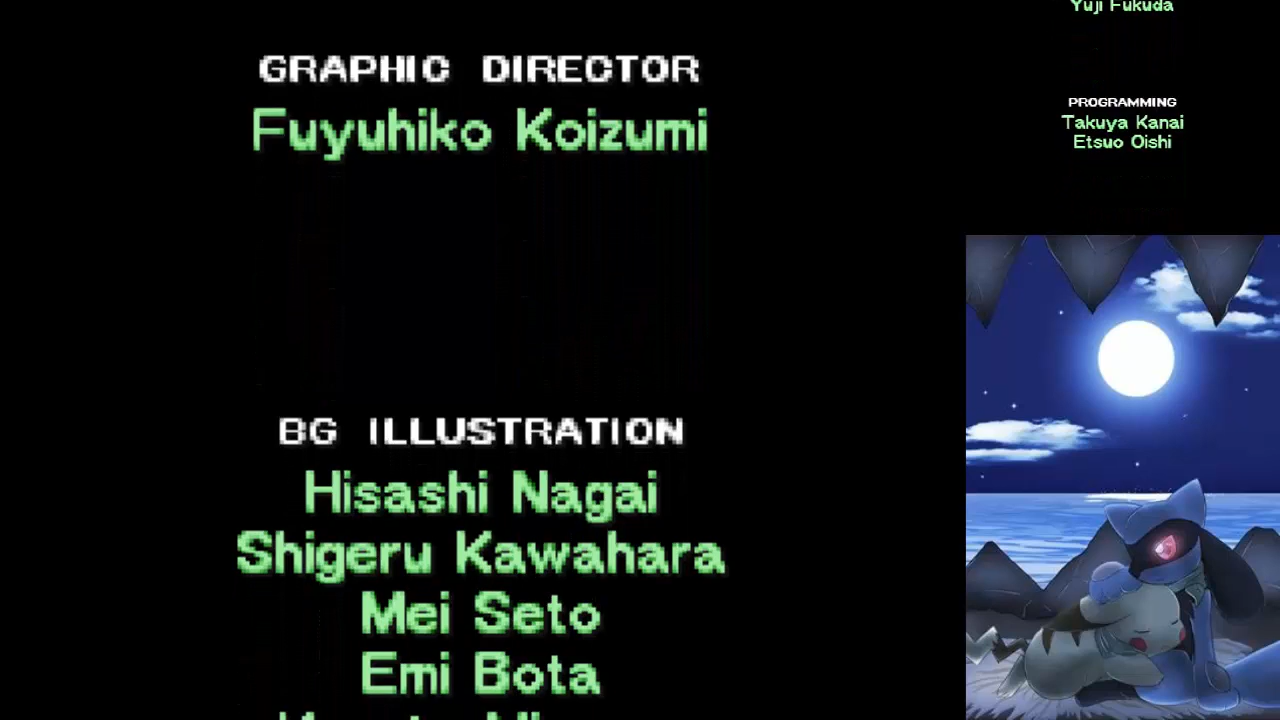 GRAPHIC DIRECTOR
Fuyuhiko Koizumi
BG ILLUSTRATION
Hisashi Nagai
Shigeru Kawahara
Mei Seto
Emi Bota
Yuji Fukuda
PROGRAMMING
Takuya Kanai
Etsuo Oishi